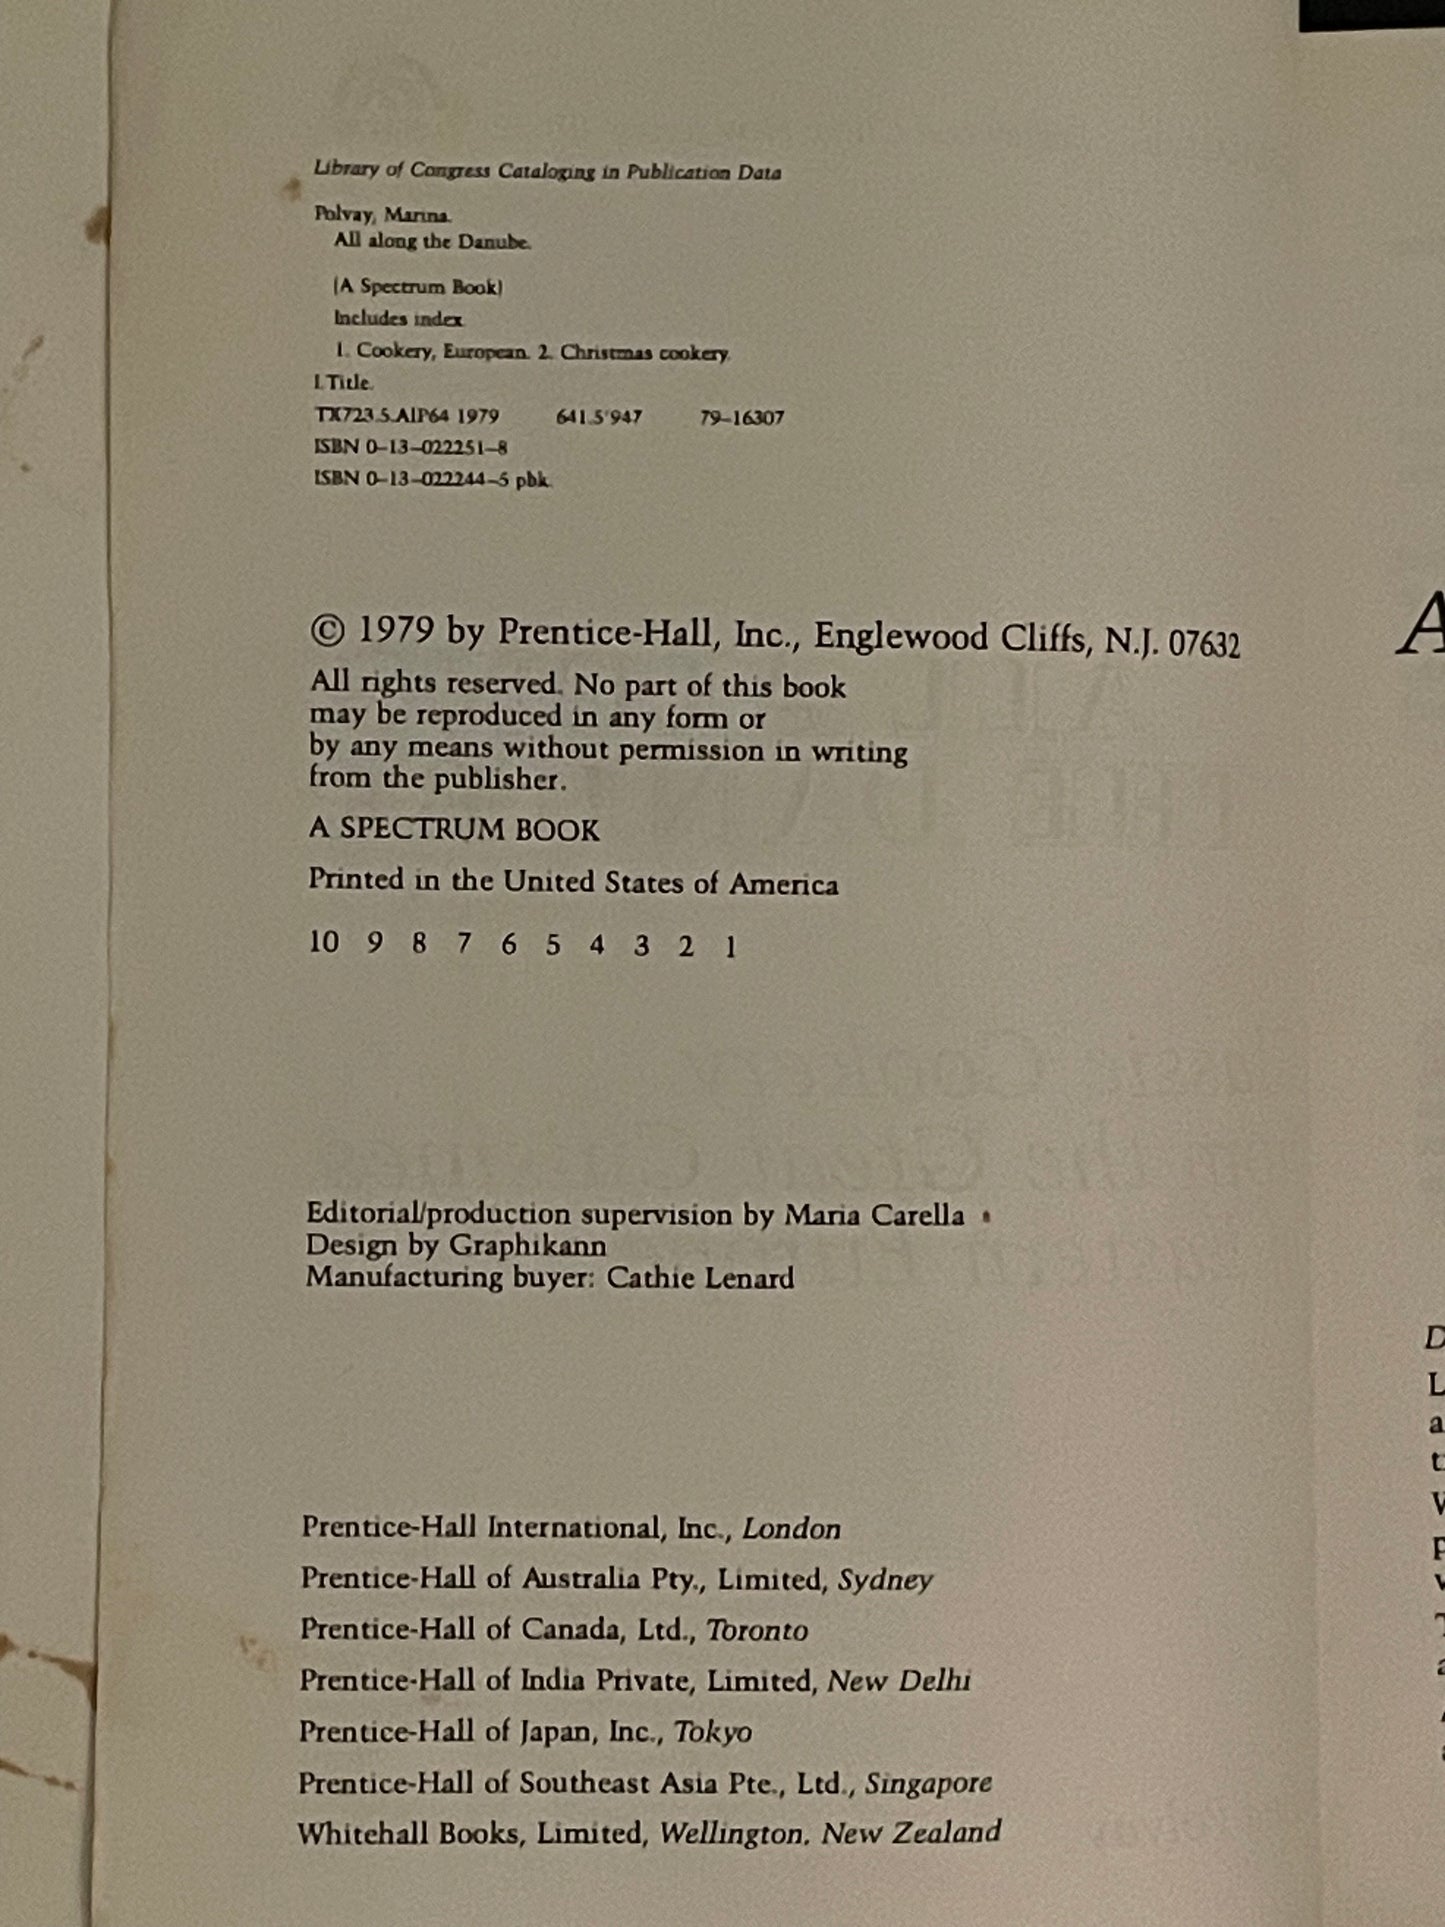 Library of Congress Cataloging in Publication Data
Polvay, Marina.
All along the Danube.
(A Spectrum Book)
Includes index
1. Cookery, European. 2. Christmas cookery.
I. Title.
TX723.5.A1P64 1979 641.5'947 79–16307
ISBN 0–13–022251–8
ISBN 0–13–022244–5 pbk.
© 1979 by Prentice-Hall, Inc., Englewood Cliffs, N.J. 07632
All rights reserved. No part of this book
may be reproduced in any form or
by any means without permission in writing
from the publisher.
A SPECTRUM BOOK
Printed in the United States of America
10 9 8 7 6 5 4 3 2 1
Editorial/production supervision by Maria Carella
Design by Graphikann
Manufacturing buyer: Cathie Lenard
Prentice-Hall International, Inc., London
Prentice-Hall of Australia Pty., Limited, Sydney
Prentice-Hall of Canada, Ltd., Toronto
Prentice-Hall of India Private, Limited, New Delhi
Prentice-Hall of Japan, Inc., Tokyo
Prentice-Hall of Southeast Asia Pte., Ltd., Singapore
Whitehall Books, Limited, Wellington, New Zealand